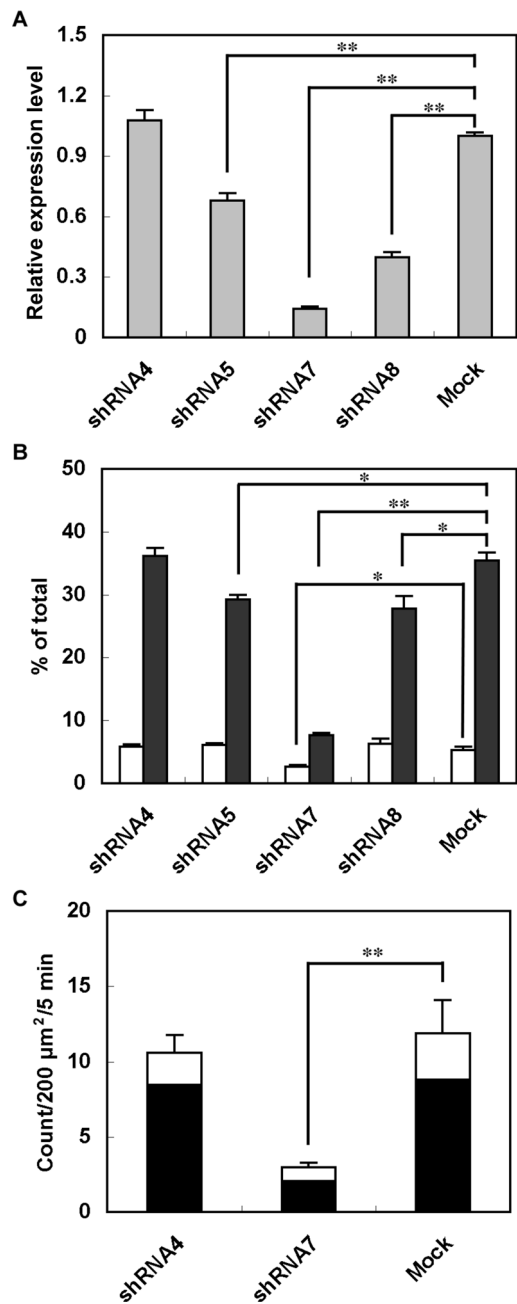 A
Relative expression level
1.5
1.2
0.9
0.6
0.3
0
**
**
**
shRNA4
shRNA5
shRNA7
shRNA8
Mock
B
% of total
50
40
30
20
10
0
*
**
*
*
shRNA4
shRNA5
shRNA7
shRNA8
Mock
C
Count/200 μm²/5 min
20
15
10
5
0
**
shRNA4
shRNA7
Mock